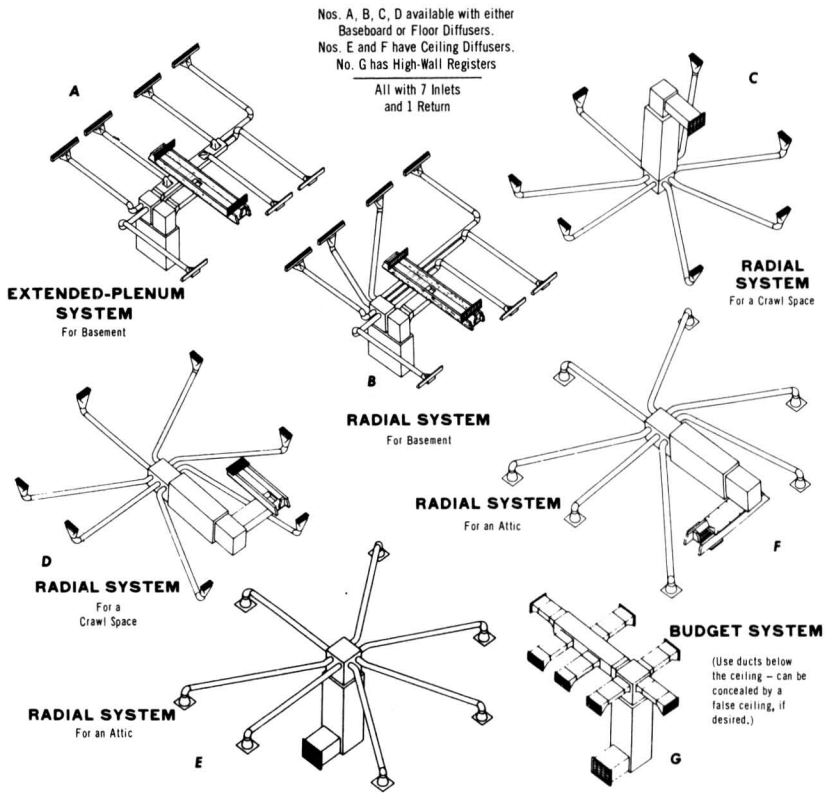 Nos. A, B, C, D available with either
Baseboard or Floor Diffusers.
Nos. E and F have Ceiling Diffusers.
No. G has High-Wall Registers
All with 7 Inlets
and 1 Return
A
EXTENDED-PLENUM
SYSTEM
For Basement
B
RADIAL SYSTEM
For Basement
C
RADIAL
SYSTEM
For a Crawl Space
D
RADIAL SYSTEM
For a
Crawl Space
RADIAL SYSTEM
For an Attic
F
RADIAL SYSTEM
For an Attic
E
BUDGET SYSTEM
(Use ducts below
the ceiling – can be
concealed by a
false ceiling, if
desired.)
G